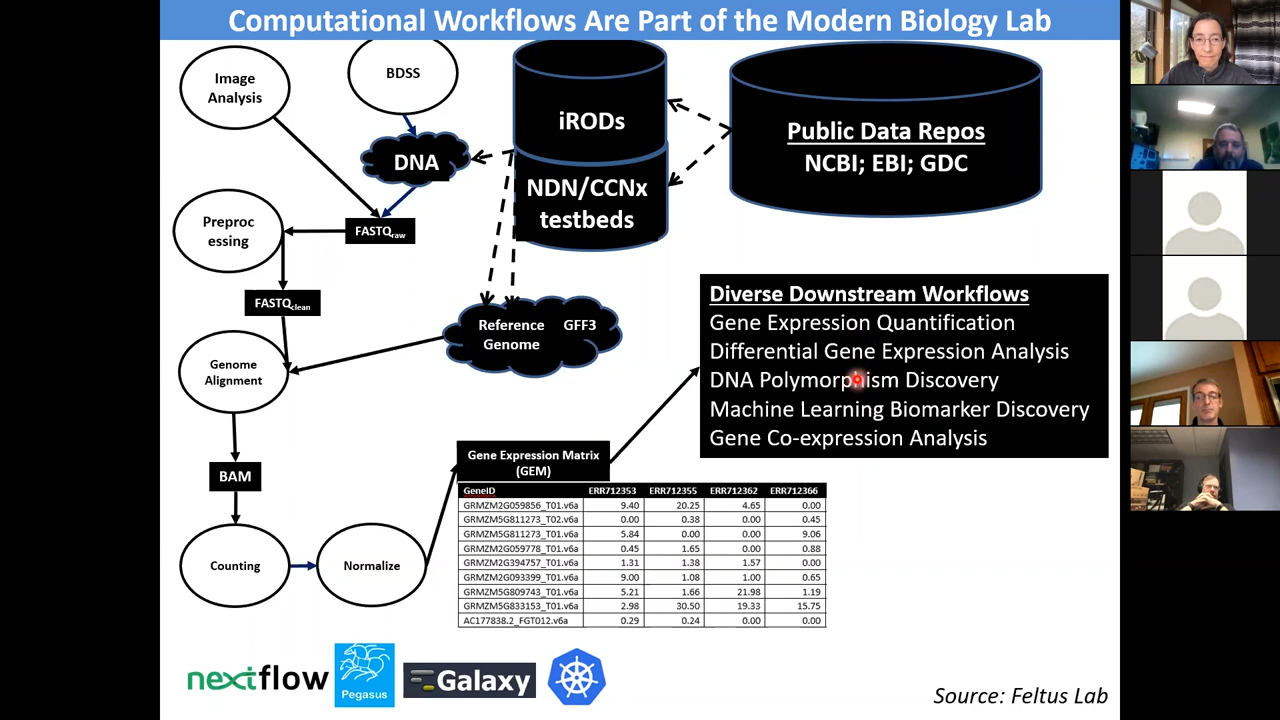 Computational Workflows Are Part of the Modern Biology Lab
Image
Analysis
BDSS
iRODs
Public Data Repos
NCBI; EBI; GDC
DNA
NDN/CCNx
testbeds
Preproc
essing
FASTQraw
FASTQclean
Reference
Genome
GFF3
Genome
Alignment
Diverse Downstream Workflows
Gene Expression Quantification
Differential Gene Expression Analysis
DNA Polymorphism Discovery
Machine Learning Biomarker Discovery
Gene Co-expression Analysis
BAM
Gene Expression Matrix
(GEM)
GeneID ERR712353 ERR712355 ERR712362 ERR712366
GRMZM2G059856_T01.v6a 9.40 20.25 4.65 0.00
GRMZM5G811273_T02.v6a 0.00 0.38 0.00 0.45
GRMZM5G811273_T01.v6a 5.84 0.00 0.00 9.06
GRMZM2G059778_T01.v6a 0.45 1.65 0.00 0.88
GRMZM2G394757_T01.v6a 1.31 1.38 1.57 0.00
GRMZM2G093399_T01.v6a 9.00 1.08 1.00 0.65
GRMZM5G809743_T01.v6a 5.21 1.66 21.98 1.19
GRMZM5G833153_T01.v6a 2.98 30.50 19.33 15.75
AC177838.2_FGT012.v6a 0.29 0.24 0.00 0.00
Counting
Normalize
nextflow
Pegasus
Galaxy
Source: Feltus Lab